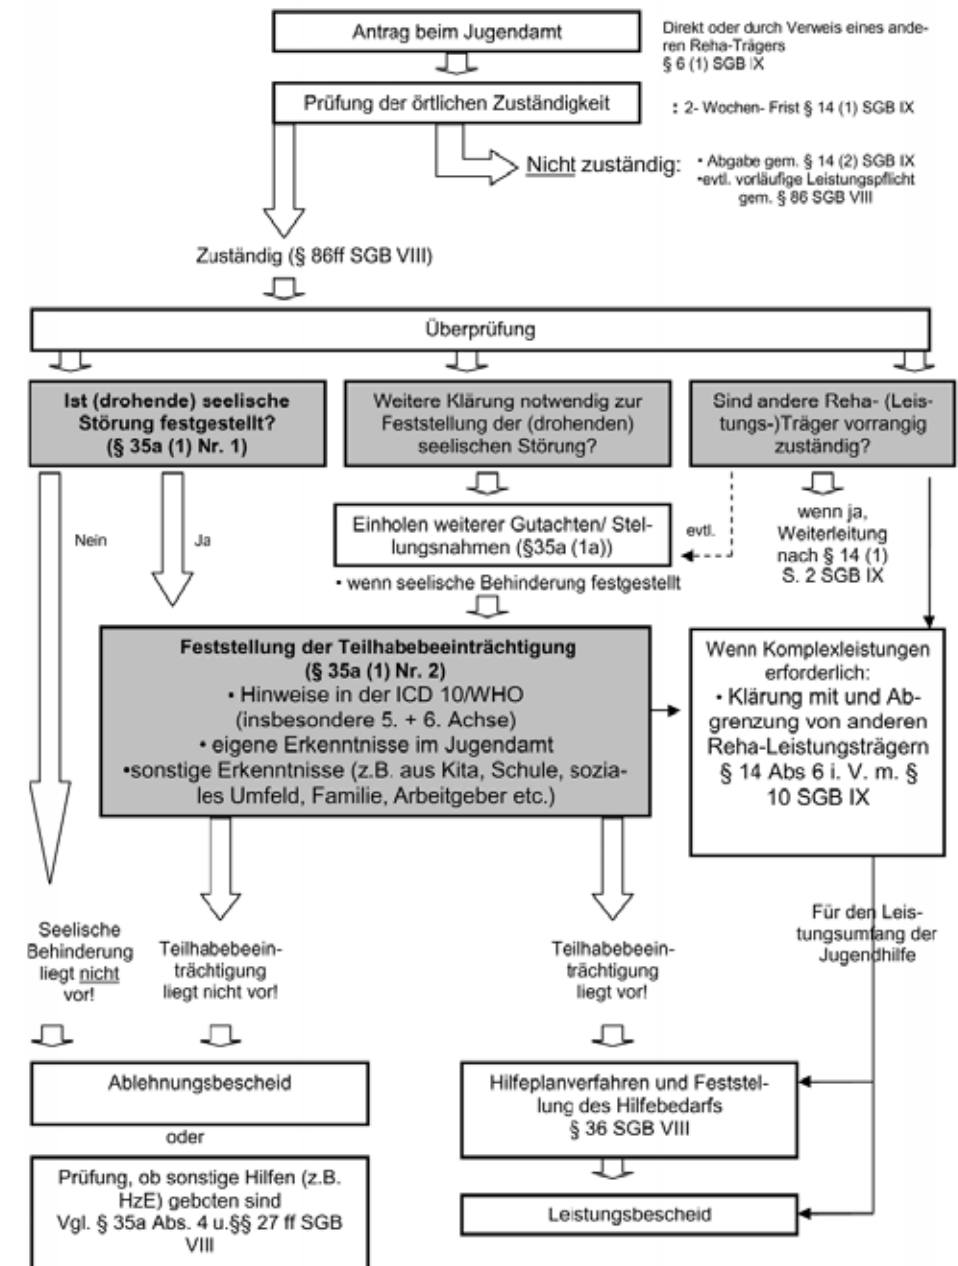 Antrag beim Jugendamt
Direkt oder durch Verweis eines ande-
ren Reha-Trägers
§ 6 (1) SGB IX
Prüfung der örtlichen Zuständigkeit
: 2- Wochen- Frist § 14 (1) SGB IX
Nicht zuständig:
• Abgabe gem. § 14 (2) SGB IX
•evtl. vorläufige Leistungspflicht
gem. § 86 SGB VIII
Zuständig (§ 86ff SGB VIII)
Überprüfung
Ist (drohende) seelische
Störung festgestellt?
(§ 35a (1) Nr. 1)
Weitere Klärung notwendig zur
Feststellung der (drohenden)
seelischen Störung?
Sind andere Reha- (Leis-
tungs-)Träger vorrangig
zuständig?
Nein
Ja
Einholen weiterer Gutachten/ Stel-
lungsnahmen (§35a (1a))
evtl.
wenn ja,
Weiterleitung
nach § 14 (1)
S. 2 SGB IX
• wenn seelische Behinderung festgestellt
Feststellung der Teilhabebeeinträchtigung
(§ 35a (1) Nr. 2)
• Hinweise in der ICD 10/WHO
(insbesondere 5. + 6. Achse)
• eigene Erkenntnisse im Jugendamt
•sonstige Erkenntnisse (z.B. aus Kita, Schule, sozia-
les Umfeld, Familie, Arbeitgeber etc.)
Wenn Komplexleistungen
erforderlich:
• Klärung mit und Ab-
grenzung von anderen
Reha-Leistungsträgern
§ 14 Abs 6 i. V. m. §
10 SGB IX
Seelische
Behinderung
liegt nicht
vor!
Teilhabebeein-
trächtigung
liegt nicht vor!
Teilhabebeein-
trächtigung
liegt vor!
Für den Leis-
tungsumfang der
Jugendhilfe
Ablehnungsbescheid
oder
Prüfung, ob sonstige Hilfen (z.B.
HzE) geboten sind
Vgl. § 35a Abs. 4 u.§§ 27 ff SGB
VIII
Hilfeplanverfahren und Feststel-
lung des Hilfebedarfs
§ 36 SGB VIII
Leistungsbescheid